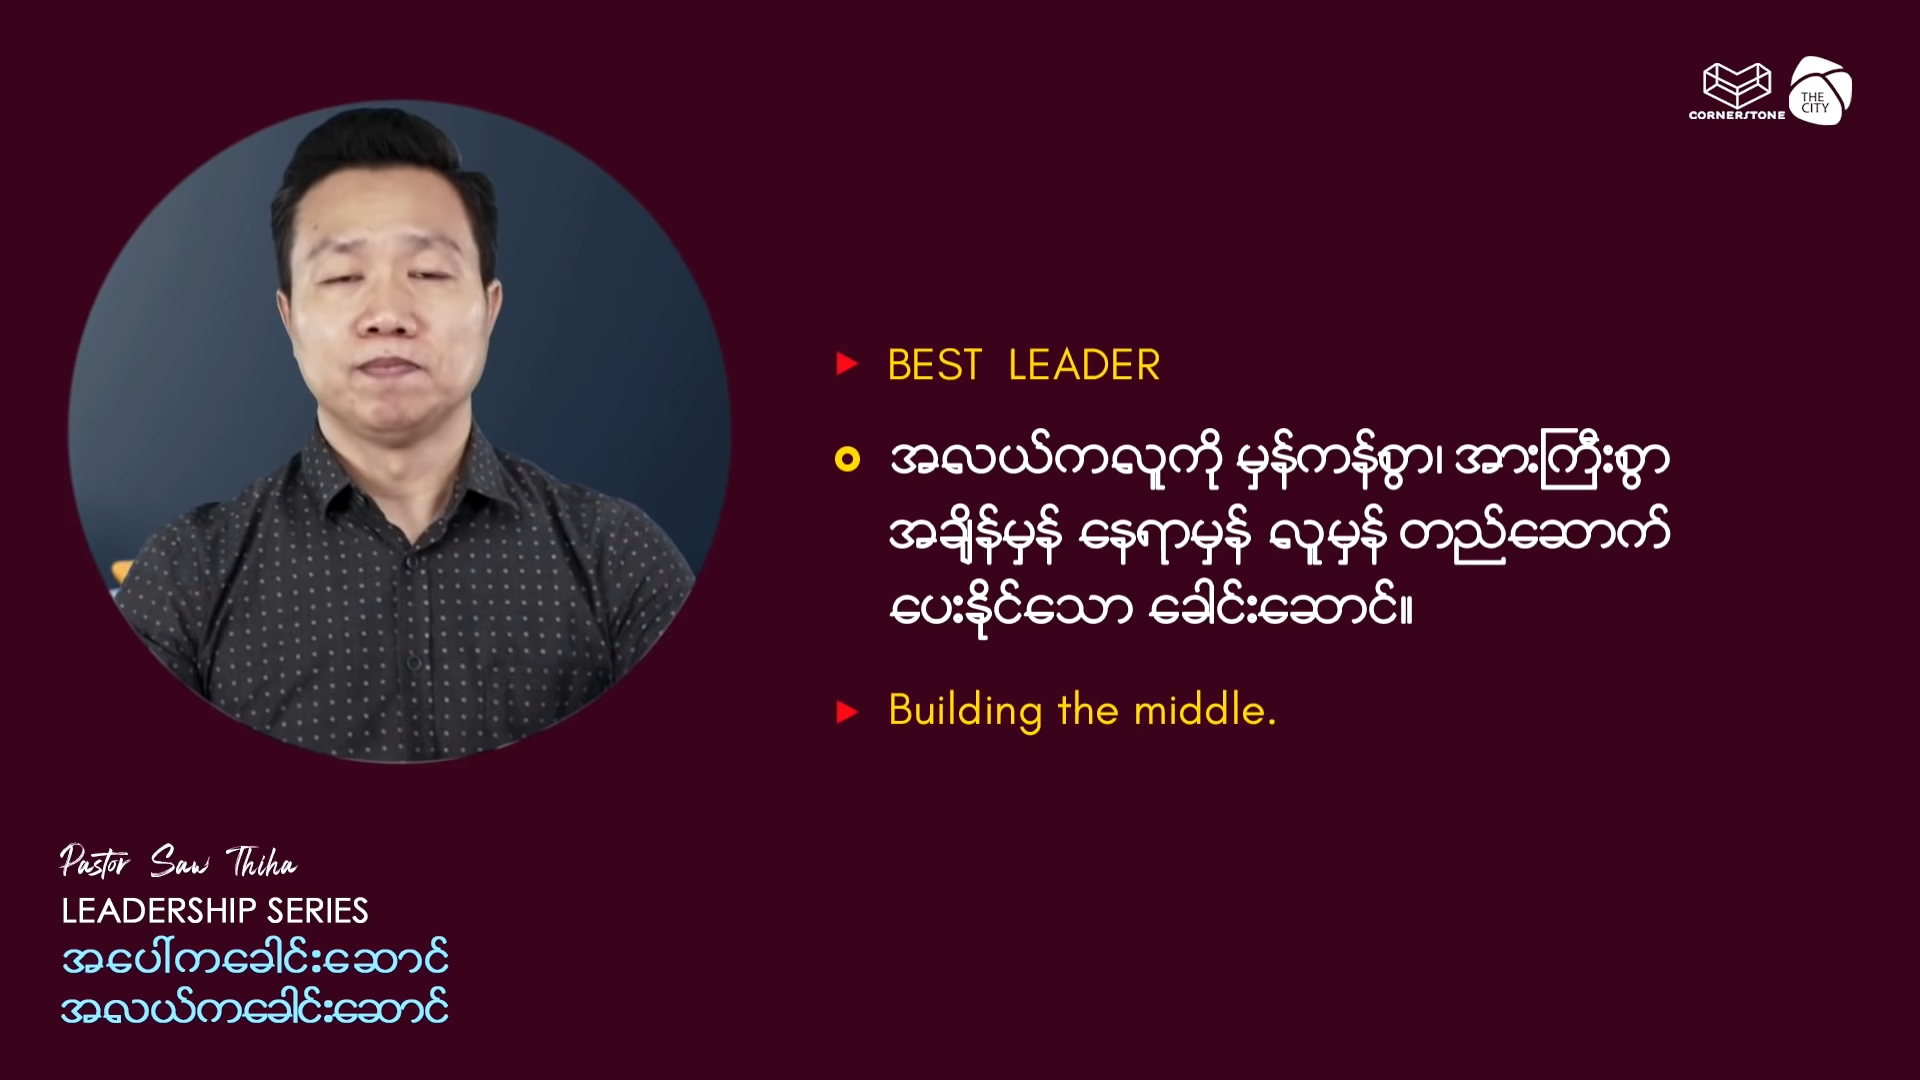 CORNERSTONE
THE
CITY
BEST LEADER
အလယ်ကလူကို မှန်ကန်စွာ၊ အားကြီးစွာ
အချိန်မှန် နေရာမှန် လူမှန် တည်ဆောက်
ပေးနိုင်သော ခေါင်းဆောင်။
Building the middle.
Pastor Saw Thiha
LEADERSHIP SERIES
အပေါ်ကခေါင်းဆောင်
အလယ်ကခေါင်းဆောင်